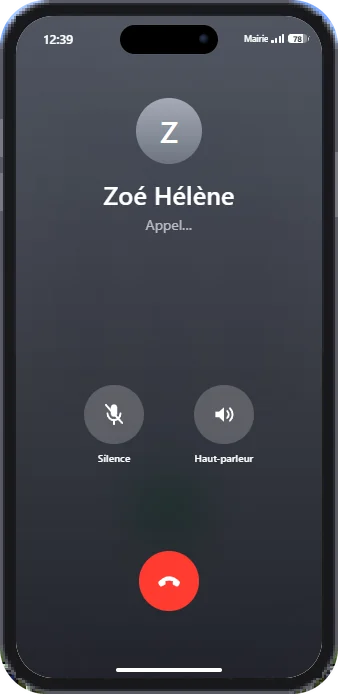 12:39
Mairie
78
Z
Zoé Hélène
Appel...
Silence
Haut-parleur